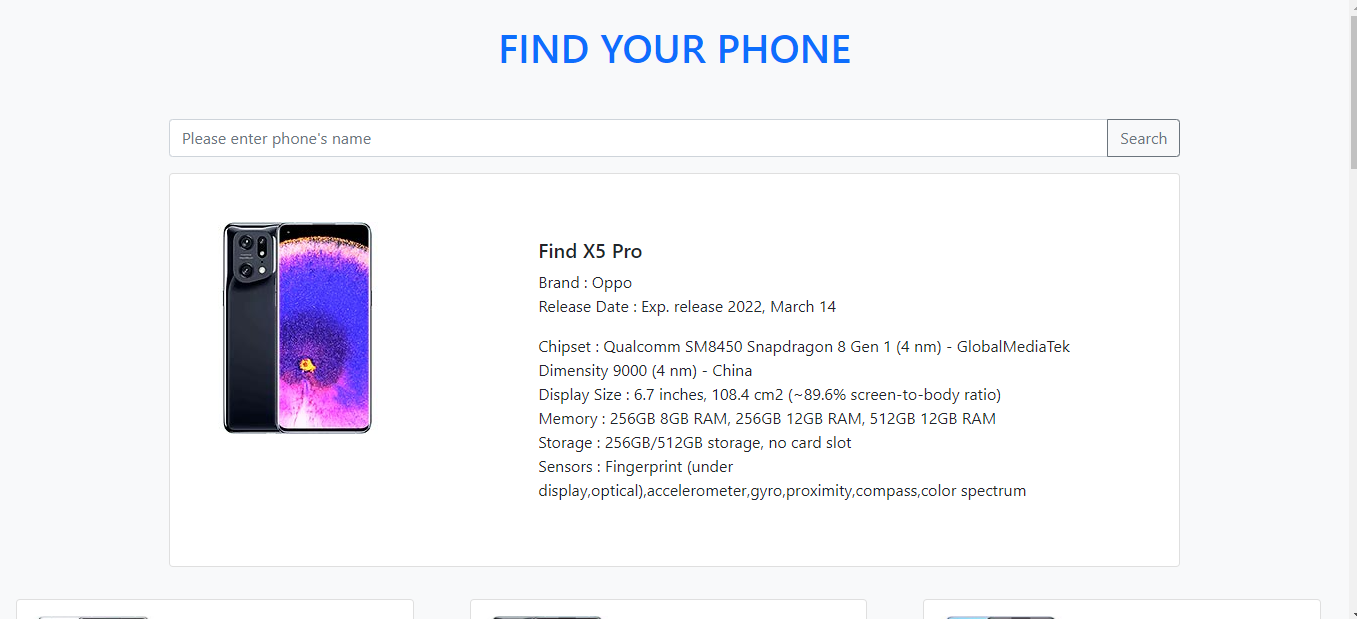 FIND YOUR PHONE
Please enter phone's name
Search
Find X5 Pro
Brand : Oppo
Release Date : Exp. release 2022, March 14
Chipset : Qualcomm SM8450 Snapdragon 8 Gen 1 (4 nm) - GlobalMediaTek
Dimensity 9000 (4 nm) - China
Display Size : 6.7 inches, 108.4 cm2 (~89.6% screen-to-body ratio)
Memory : 256GB 8GB RAM, 256GB 12GB RAM, 512GB 12GB RAM
Storage : 256GB/512GB storage, no card slot
Sensors : Fingerprint (under
display,optical),accelerometer,gyro,proximity,compass,color spectrum